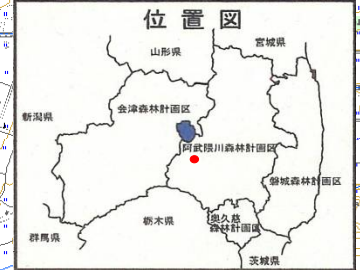 位置図
山形県
宮城県
新潟県
会津森林計画区
阿武隈川森林計画区
磐城森林計画区
栃木県
奥久慈
森林計画区
群馬県
茨城県